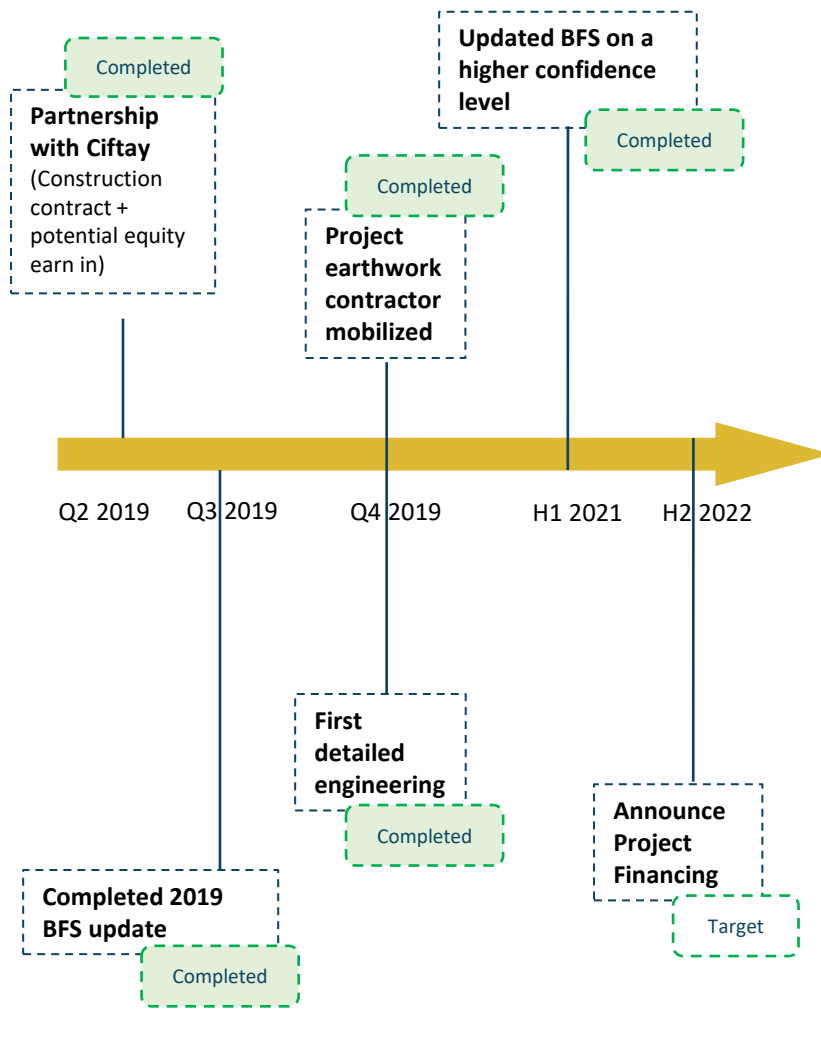 Completed
Partnership
with Ciftay
(Construction
contract +
potential equity
earn in)
Updated BFS on a
higher confidence
level
Completed
Completed
Project
earthwork
contractor
mobilized
Q2 2019
Q3 2019
Q4 2019
H1 2021
H2 2022
First
detailed
engineering
Completed
Announce
Project
Financing
Target
Completed 2019
BFS update
Completed